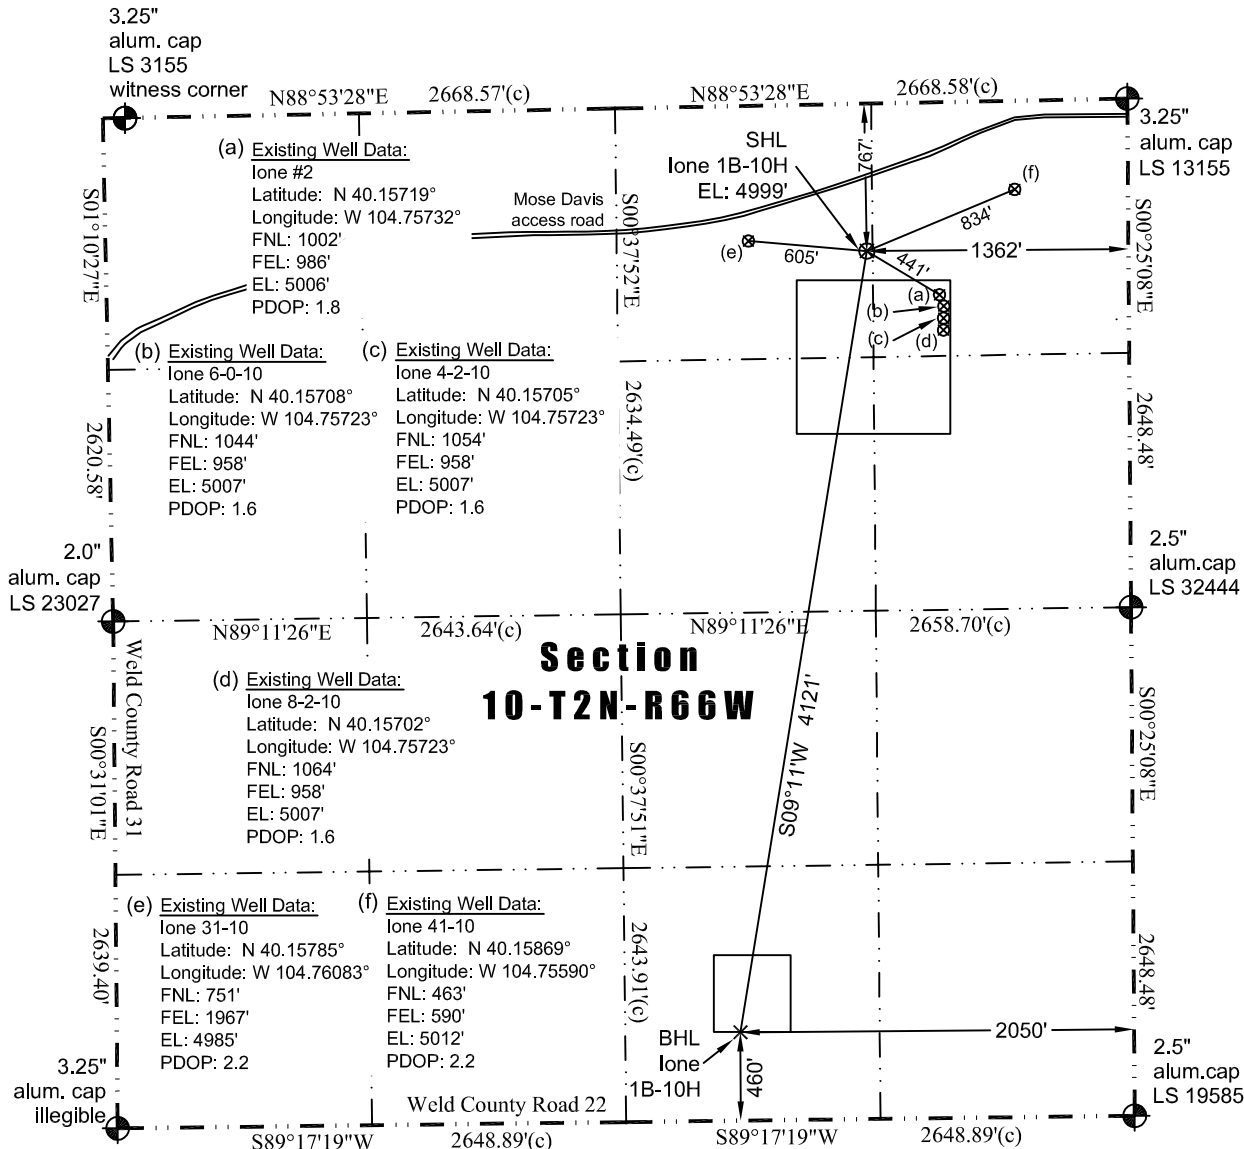 3.25"
alum. cap
LS 3155
witness corner
N88°53'28"E
2668.57'(c)
N88°53'28"E
2668.58'(c)
3.25"
alum. cap
LS 13155
SHL
Ione 1B-10H
EL: 4999'
767'
(f)
834'
Mose Davis
access road
(e)
605'
441'
1362'
(a)
(b)
(c)
(d)
S01°10'27"E
S00°37'52"E
S00°25'08"E
(a) Existing Well Data:
Ione #2
Latitude: N 40.15719°
Longitude: W 104.75732°
FNL: 1002'
FEL: 986'
EL: 5006'
PDOP: 1.8
(b) Existing Well Data:
Ione 6-0-10
Latitude: N 40.15708°
Longitude: W 104.75723°
FNL: 1044'
FEL: 958'
EL: 5007'
PDOP: 1.6
(c) Existing Well Data:
Ione 4-2-10
Latitude: N 40.15705°
Longitude: W 104.75723°
FNL: 1054'
FEL: 958'
EL: 5007'
PDOP: 1.6
2620.58'
2634.49'(c)
2648.48'
2.0"
alum. cap
LS 23027
2.5"
alum.cap
LS 32444
N89°11'26"E
2643.64'(c)
N89°11'26"E
2658.70'(c)
Section
10-T2N-R66W
Weld County Road 31
S00°31'01"E
(d) Existing Well Data:
Ione 8-2-10
Latitude: N 40.15702°
Longitude: W 104.75723°
FNL: 1064'
FEL: 958'
EL: 5007'
PDOP: 1.6
S00°37'51"E
S09°11'W 4121'
S00°25'08"E
(e) Existing Well Data:
Ione 31-10
Latitude: N 40.15785°
Longitude: W 104.76083°
FNL: 751'
FEL: 1967'
EL: 4985'
PDOP: 2.2
(f) Existing Well Data:
Ione 41-10
Latitude: N 40.15869°
Longitude: W 104.75590°
FNL: 463'
FEL: 590'
EL: 5012'
PDOP: 2.2
2639.40'
2643.91'(c)
2648.48'
BHL
Ione
1B-10H
2050'
460'
3.25"
alum. cap
illegible
2.5"
alum.cap
LS 19585
Weld County Road 22
S89°17'19"W
2648.89'(c)
S89°17'19"W
2648.89'(c)